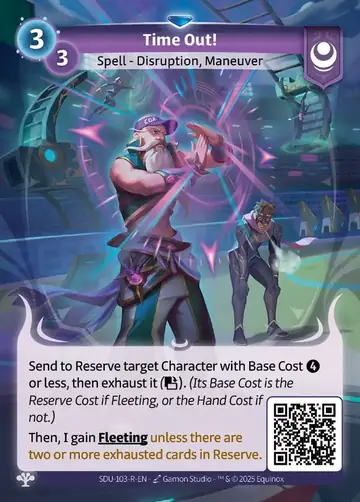 3
Time Out!
3
Spell - Disruption, Maneuver
CGA
Send to Reserve target Character with Base Cost 4
or less, then exhaust it (). (Its Base Cost is the
Reserve Cost if Fleeting, or the Hand Cost if
not.)
Then, I gain Fleeting unless there are
two or more exhausted cards in Reserve.
SDU-103-R-EN - Gamon Studio - ™ & © 2025 Equinox